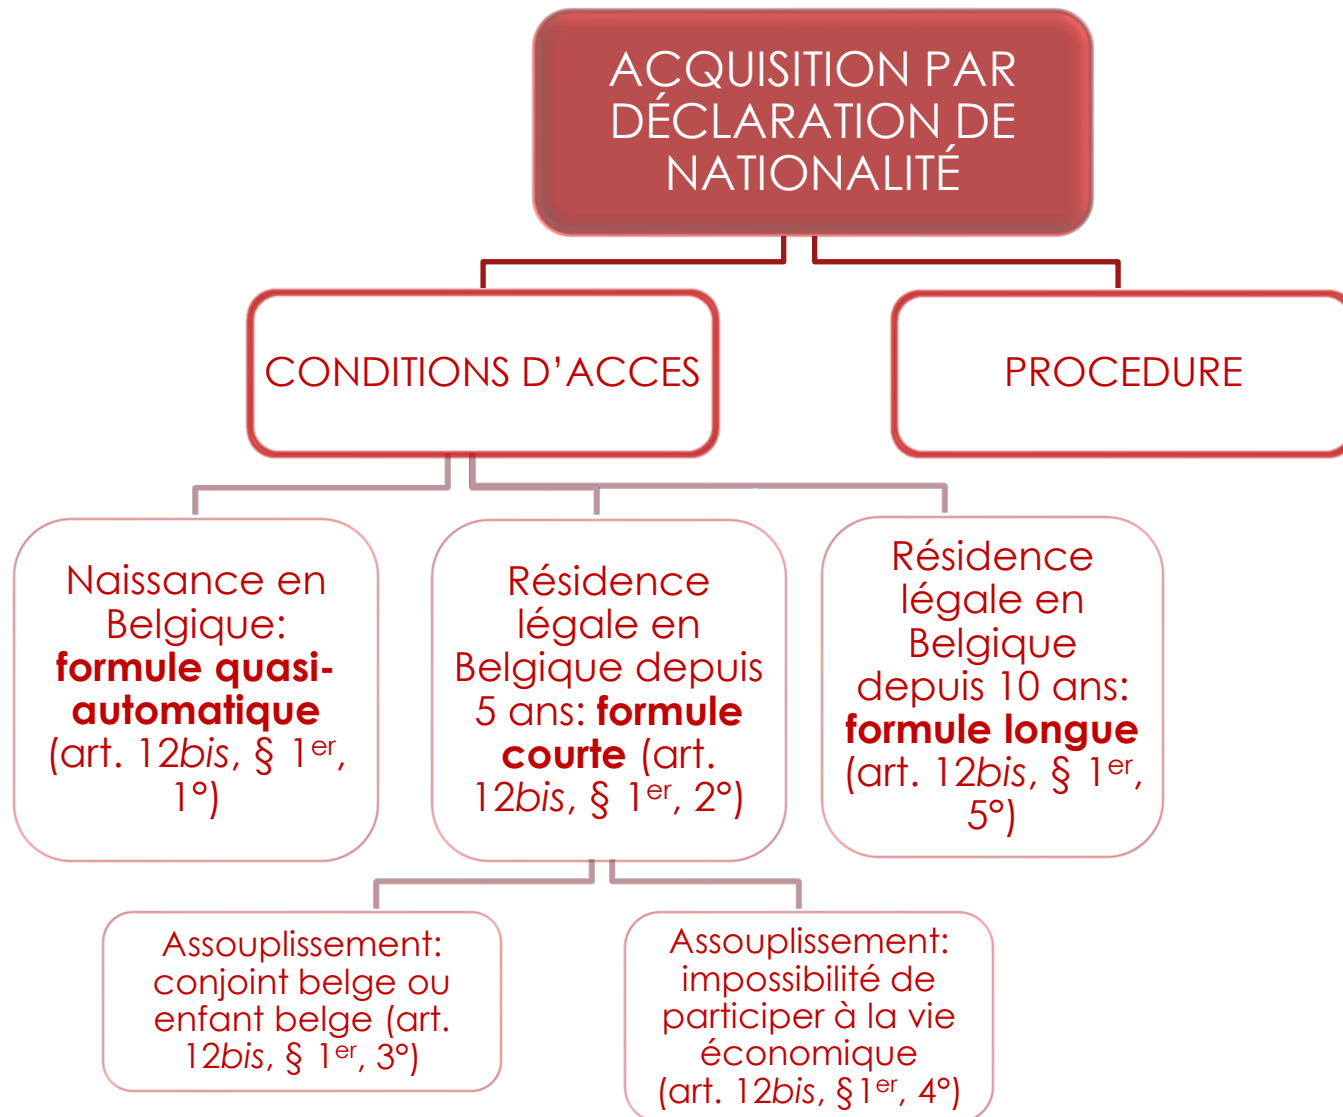 ACQUISITION PAR
DÉCLARATION DE
NATIONALITÉ
CONDITIONS D'ACCES
PROCEDURE
Naissance en
Belgique:
formule quasi-
automatique
(art. 12bis, § 1er,
1°)
Résidence
légale en
Belgique depuis
5 ans: formule
courte (art.
12bis, § 1er, 2°)
Résidence
légale en
Belgique
depuis 10 ans:
formule longue
(art. 12bis, § 1er,
5°)
Assouplissement:
conjoint belge ou
enfant belge (art.
12bis, § 1er, 3°)
Assouplissement:
impossibilité de
participer à la vie
économique
(art. 12bis, §1er, 4°)